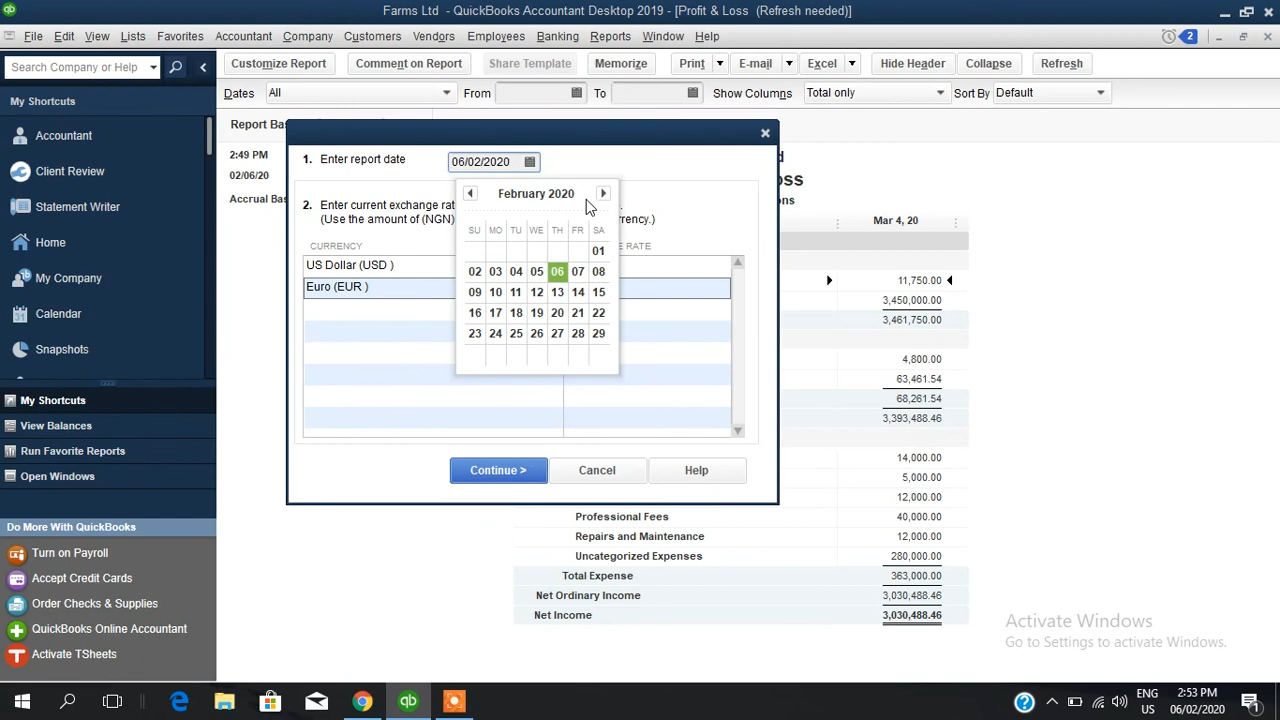 Farms Ltd - QuickBooks Accountant Desktop 2019 - [Profit & Loss (Refresh needed)]
File Edit View Lists Favorites Accountant Company Customers Vendors Employees Banking Reports Window Help 2
Search Company or Help
Customize Report Comment on Report Share Template Memorize Print E-mail Excel Hide Header Collapse Refresh
Dates All From To Show Columns Total only Sort By Default
My Shortcuts
Accountant
Client Review
Statement Writer
Home
My Company
Calendar
Snapshots
My Shortcuts
View Balances
Run Favorite Reports
Open Windows
Do More With QuickBooks
Turn on Payroll
Accept Credit Cards
Order Checks & Supplies
QuickBooks Online Accountant
Activate TSheets
Report Bas
2:49 PM
02/06/20
Accrual Bas
1. Enter report date 06/02/2020
2. Enter current exchange rat
(Use the amount of (NGN)
CURRENCY RATE
US Dollar (USD )
Euro (EUR )
February 2020
SU MO TU WE TH FR SA
01
02 03 04 05 06 07 08
09 10 11 12 13 14 15
16 17 18 19 20 21 22
23 24 25 26 27 28 29
Continue > Cancel Help
Mar 4, 20
11,750.00
3,450,000.00
3,461,750.00
4,800.00
63,461.54
68,261.54
3,393,488.46
14,000.00
5,000.00
12,000.00
Professional Fees 40,000.00
Repairs and Maintenance 12,000.00
Uncategorized Expenses 280,000.00
Total Expense 363,000.00
Net Ordinary Income 3,030,488.46
Net Income 3,030,488.46
Activate Windows
Go to Settings to activate Windows.
ENG
US
2:53 PM
06/02/2020
1